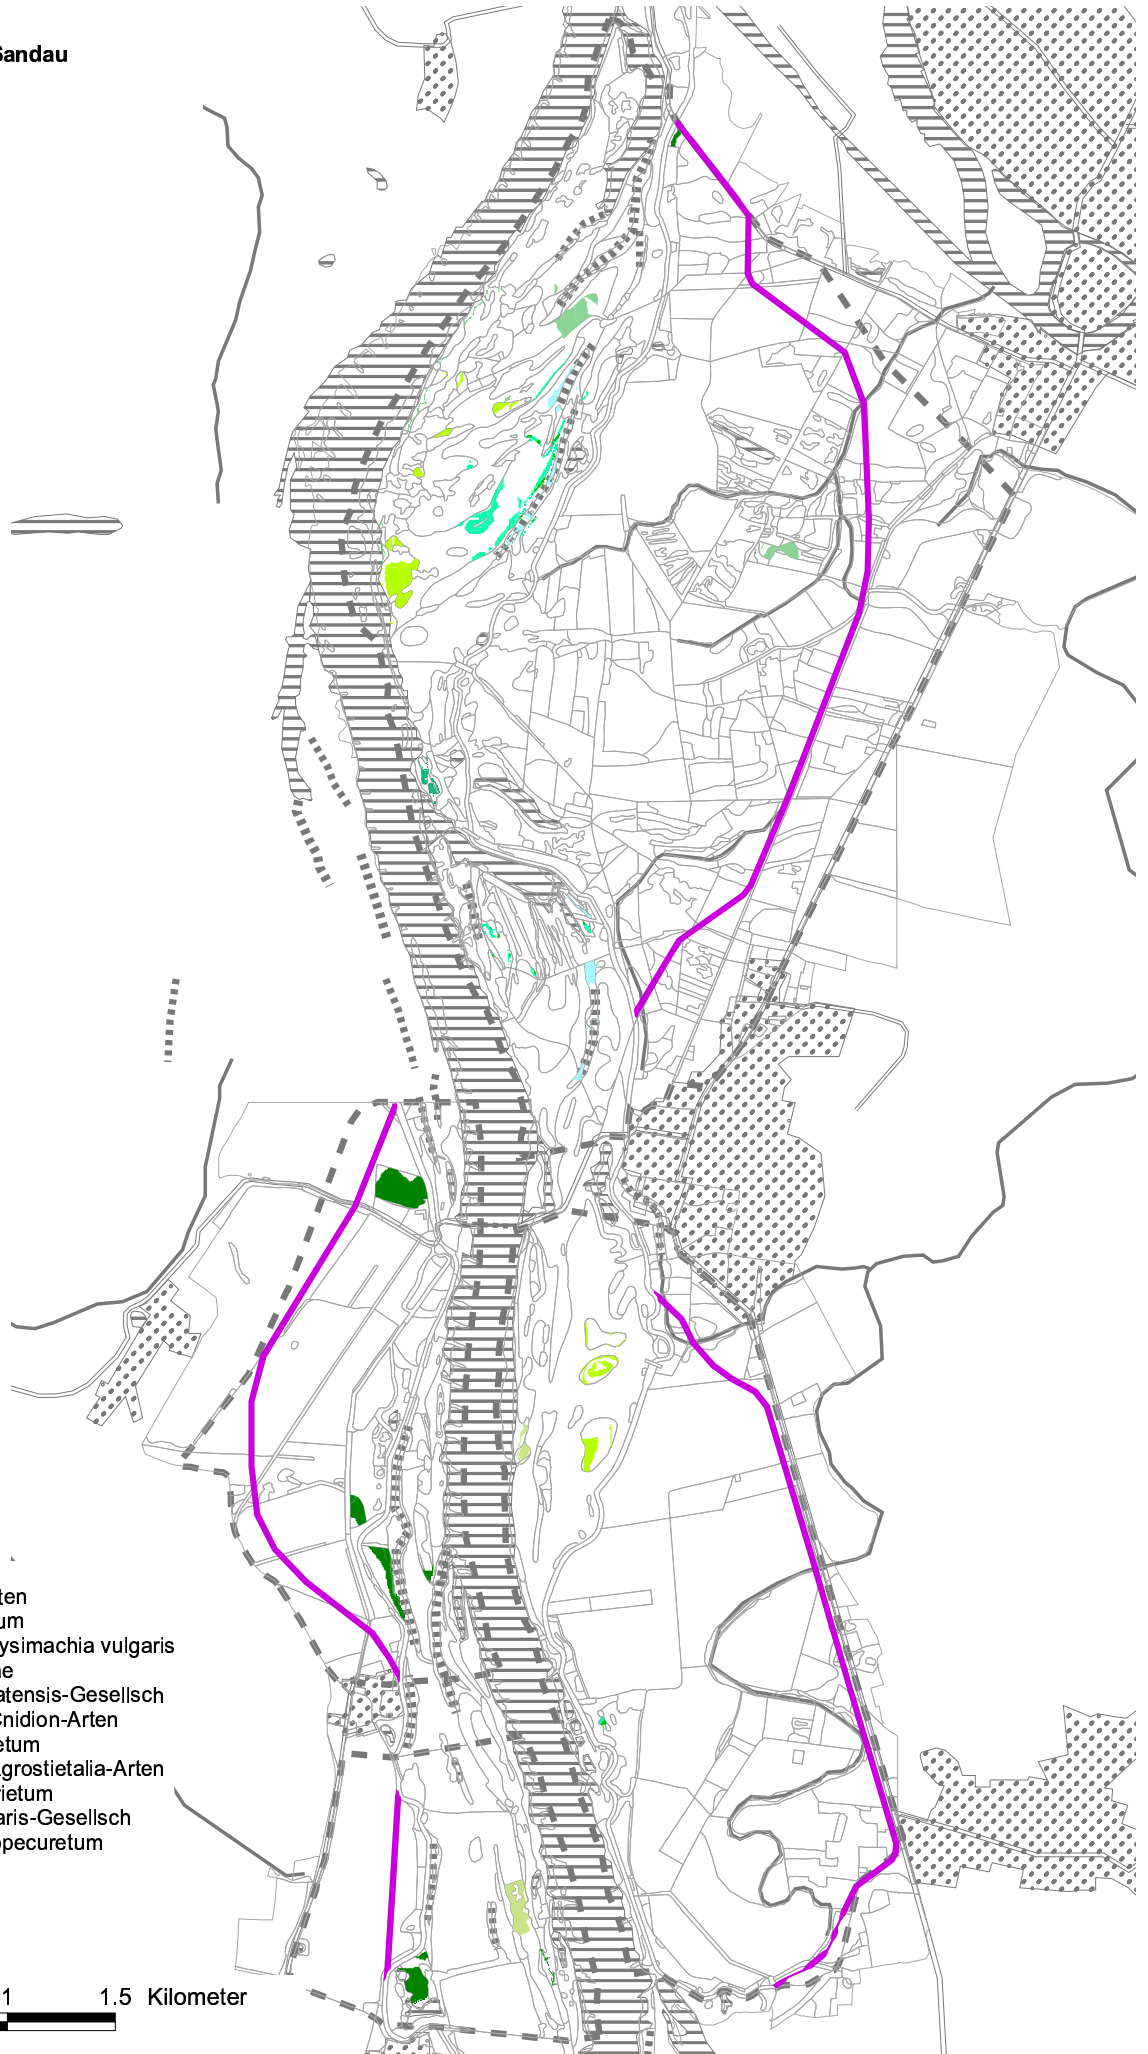 Sandau
ten
um
ysimachia vulgaris
ne
atensis-Gesellsch
Cnidion-Arten
etum
Agrostietalia-Arten
rietum
aris-Gesellsch
opecuretum
1 1.5 Kilometer